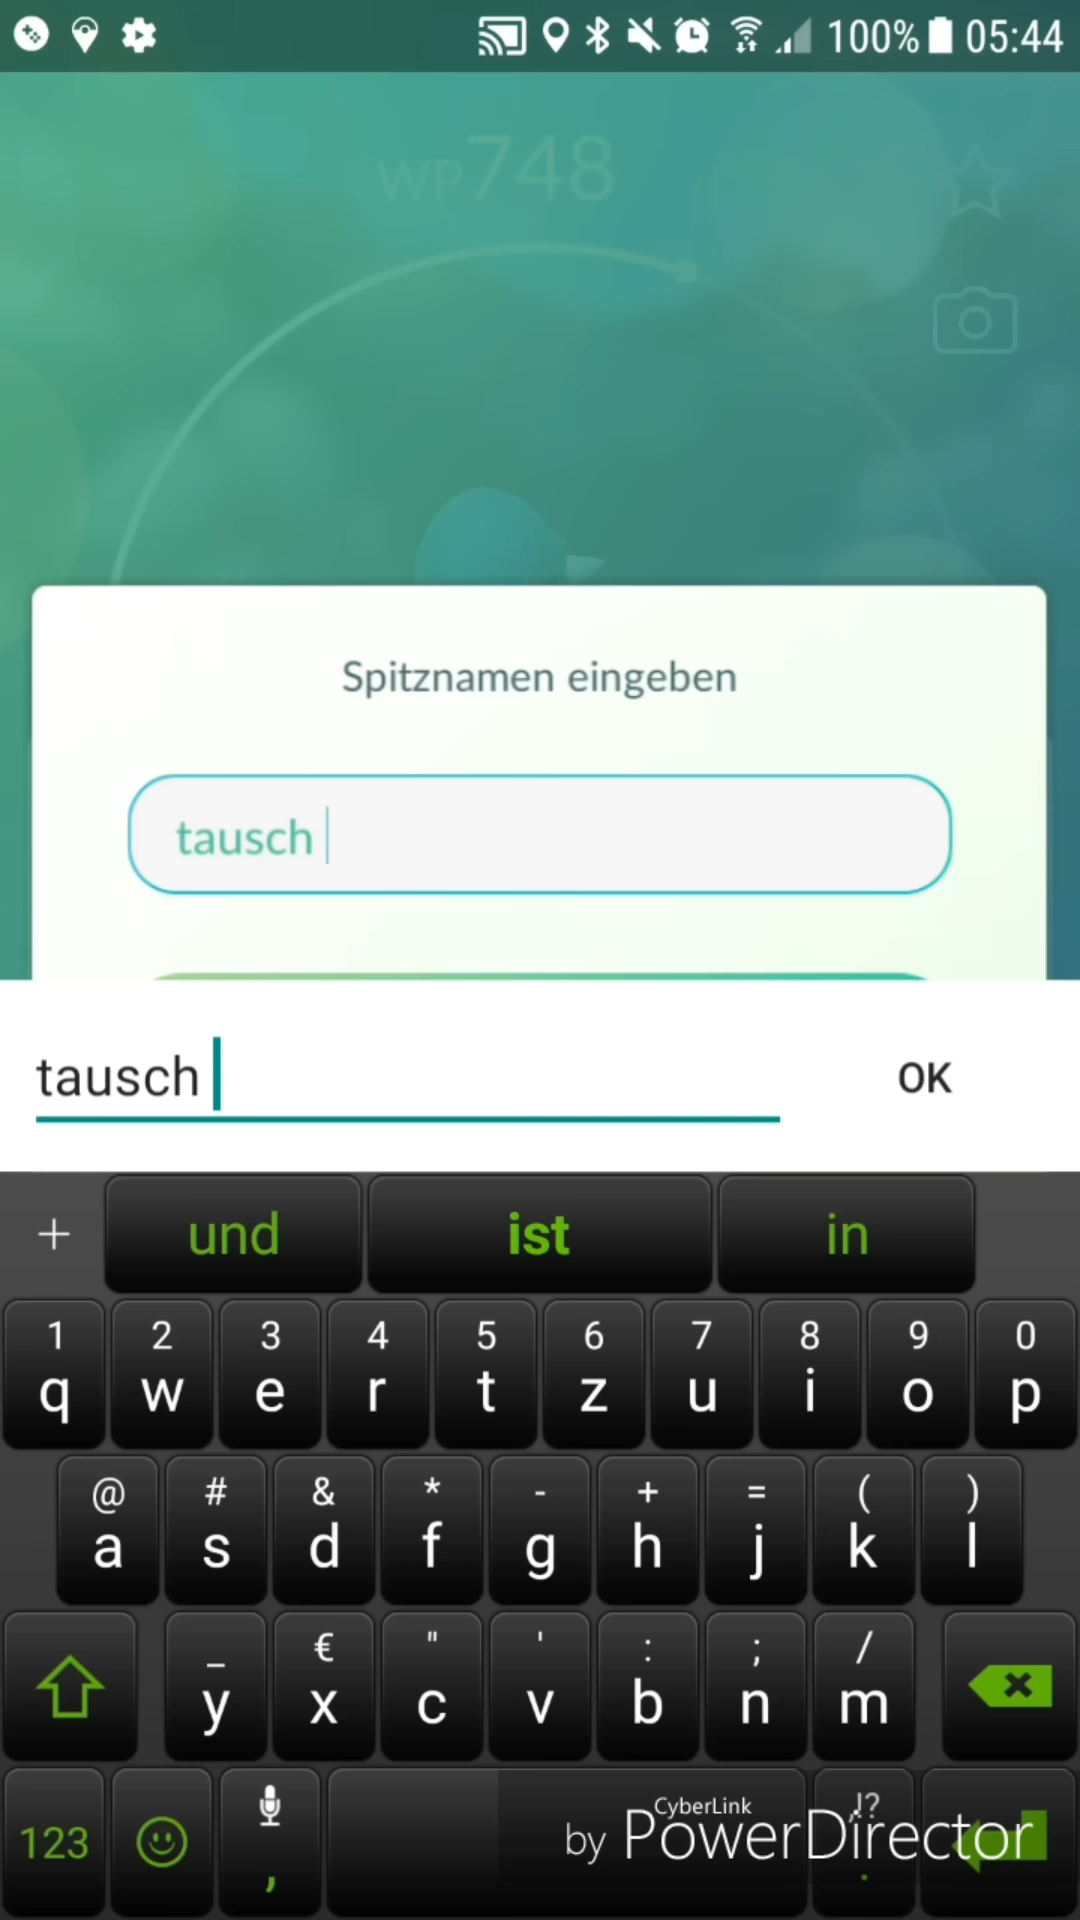 100% 05:44
WP748
Spitznamen eingeben
tausch
tausch OK
+ und ist in
1 2 3 4 5 6 7 8 9 0
q w e r t z u i o p
@ # & * - + = ( )
a s d f g h j k l
_ € " ' : ; /
y x c v b n m
,!?
123 , .
CyberLink
by PowerDirector